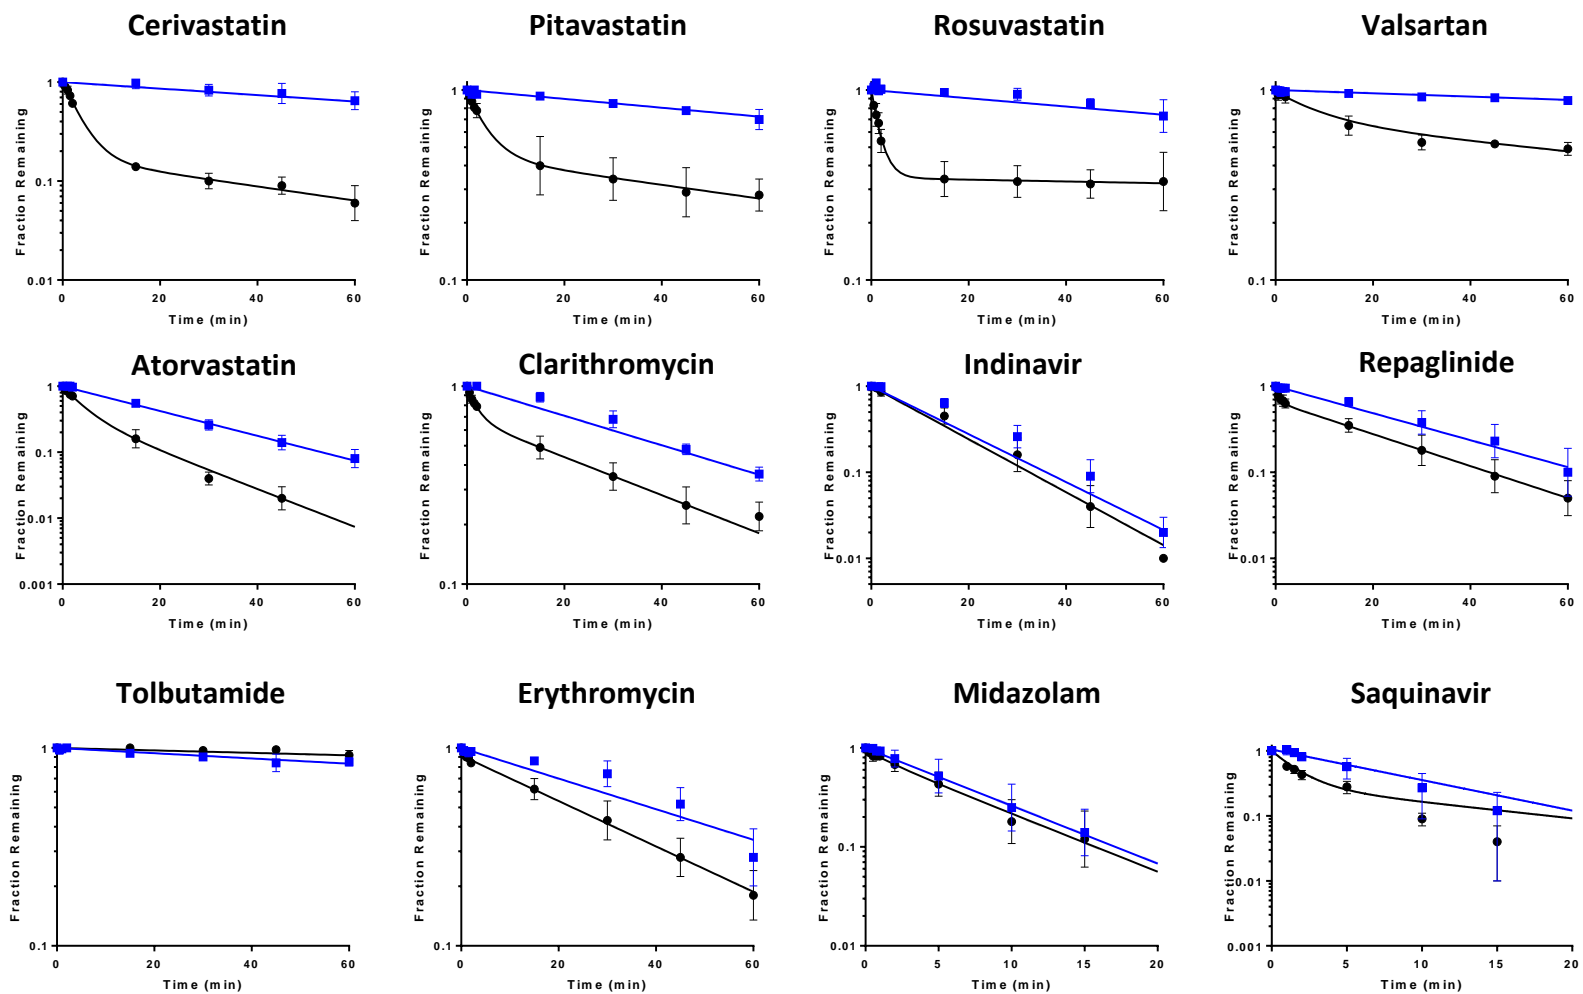 Cerivastatin
Pitavastatin
Rosuvastatin
Valsartan
Fraction Remaining
1
0.1
0.01
0 20 40 60
Time (min)
Fraction Remaining
1
0.1
0 20 40 60
Time (min)
Fraction Remaining
1
0.1
0 20 40 60
Time (min)
Fraction Remaining
1
0.1
0 20 40 60
Time (min)
Atorvastatin
Clarithromycin
Indinavir
Repaglinide
Fraction Remaining
1
0.1
0.01
0.001
0 20 40 60
Time (min)
Fraction Remaining
1
0.1
0 20 40 60
Time (min)
Fraction Remaining
1
0.1
0.01
0 20 40 60
Time (min)
Fraction Remaining
1
0.1
0.01
0 20 40 60
Time (min)
Tolbutamide
Erythromycin
Midazolam
Saquinavir
Fraction Remaining
1
0.1
0 20 40 60
Time (min)
Fraction Remaining
1
0.1
0 20 40 60
Time (min)
Fraction Remaining
1
0.1
0.01
0 5 10 15 20
Time (min)
Fraction Remaining
1
0.1
0.01
0.001
0 5 10 15 20
Time (min)